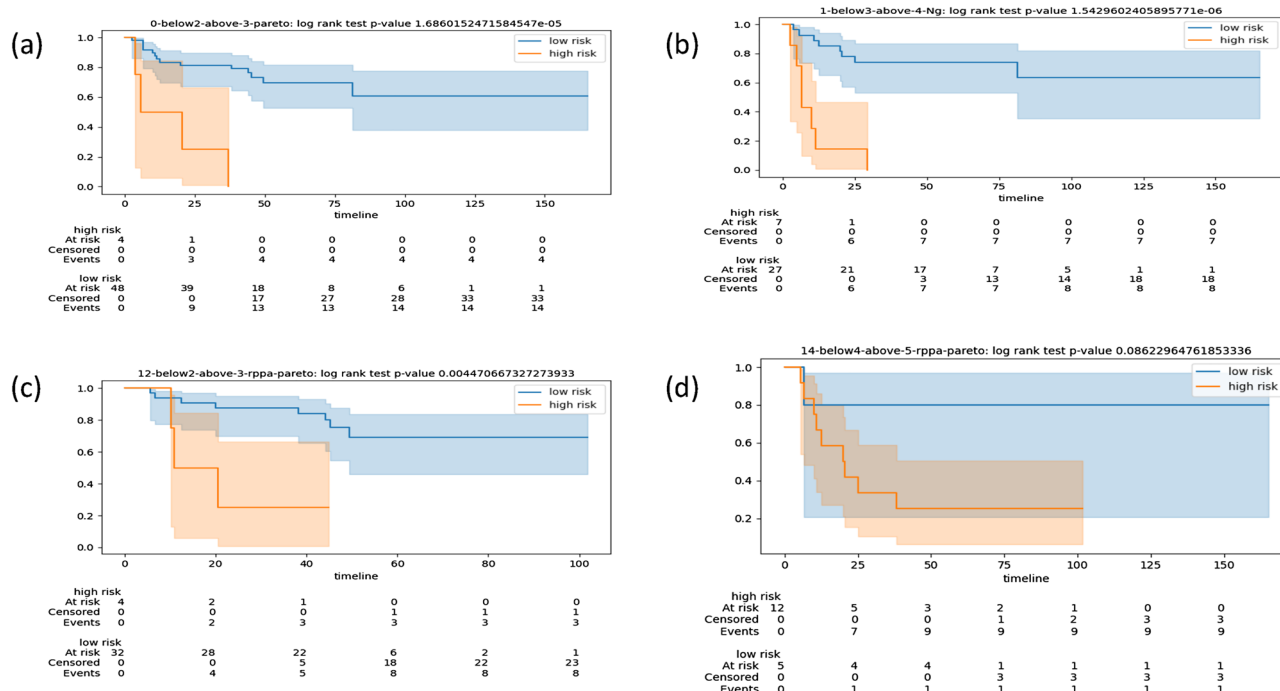 (a)
0-below2-above-3-pareto: log rank test p-value 1.6860152471584547e-05
low risk
high risk
1.0
0.8
0.6
0.4
0.2
0.0
0 25 50 75 100 125 150
timeline
high risk
At risk 4 1 0 0 0 0 0
Censored 0 0 0 0 0 0 0
Events 0 3 4 4 4 4 4
low risk
At risk 48 39 18 8 6 1 1
Censored 0 0 17 27 28 33 33
Events 0 9 13 13 14 14 14
(b)
1-below3-above-4-Ng: log rank test p-value 1.5429602405895771e-06
low risk
high risk
1.0
0.8
0.6
0.4
0.2
0.0
0 25 50 75 100 125 150
timeline
high risk
At risk 7 1 0 0 0 0 0
Censored 0 0 0 0 0 0 0
Events 0 6 7 7 7 7 7
low risk
At risk 27 21 17 7 5 1 1
Censored 0 0 3 13 14 18 18
Events 0 6 7 7 8 8 8
(c)
12-below2-above-3-rppa-pareto: log rank test p-value 0.004470667327273933
low risk
high risk
1.0
0.8
0.6
0.4
0.2
0.0
0 20 40 60 80 100
timeline
high risk
At risk 4 2 1 0 0 0
Censored 0 0 0 1 1 1
Events 0 2 3 3 3 3
low risk
At risk 32 28 22 6 2 1
Censored 0 0 5 18 22 23
Events 0 4 5 8 8 8
(d)
14-below4-above-5-rppa-pareto: log rank test p-value 0.08622964761853336
low risk
high risk
1.0
0.8
0.6
0.4
0.2
0 25 50 75 100 125 150
timeline
high risk
At risk 12 5 3 2 1 0 0
Censored 0 0 0 1 2 3 3
Events 0 7 9 9 9 9 9
low risk
At risk 5 4 4 1 1 1 1
Censored 0 0 0 3 3 3 3
Events 0 1 1 1 1 1 1